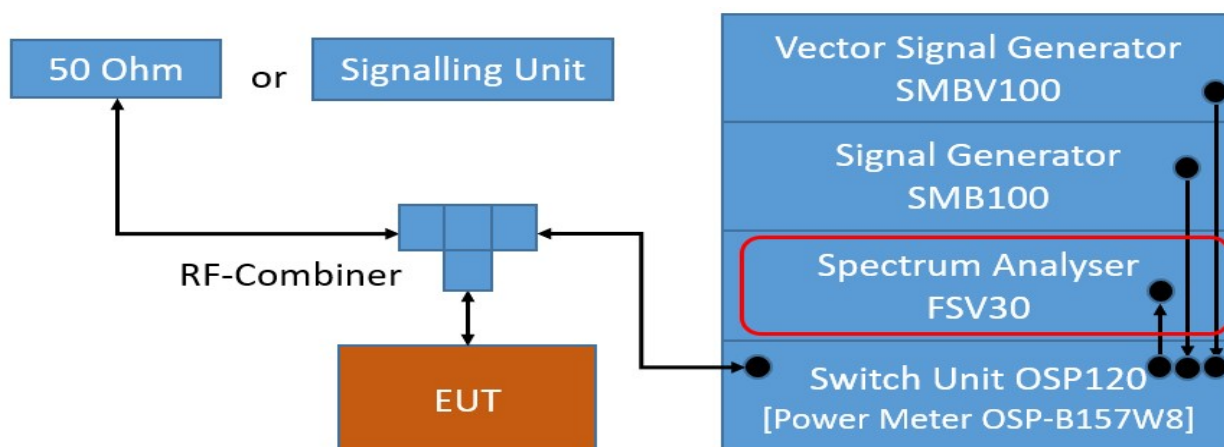 50 Ohm
or
Signalling Unit
RF-Combiner
EUT
Vector Signal Generator
SMBV100
Signal Generator
SMB100
Spectrum Analyser
FSV30
Switch Unit OSP120
[Power Meter OSP-B157W8]